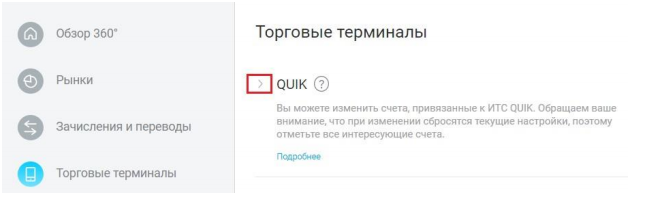 Обзор 360°
Рынки
Зачисления и переводы
Торговые терминалы
Торговые терминалы
QUIK ?
Вы можете изменить счета, привязанные к ИТС QUIK. Обращаем ваше
внимание, что при изменении сбросятся текущие настройки, поэтому
отметьте все интересующие счета.
Подробнее